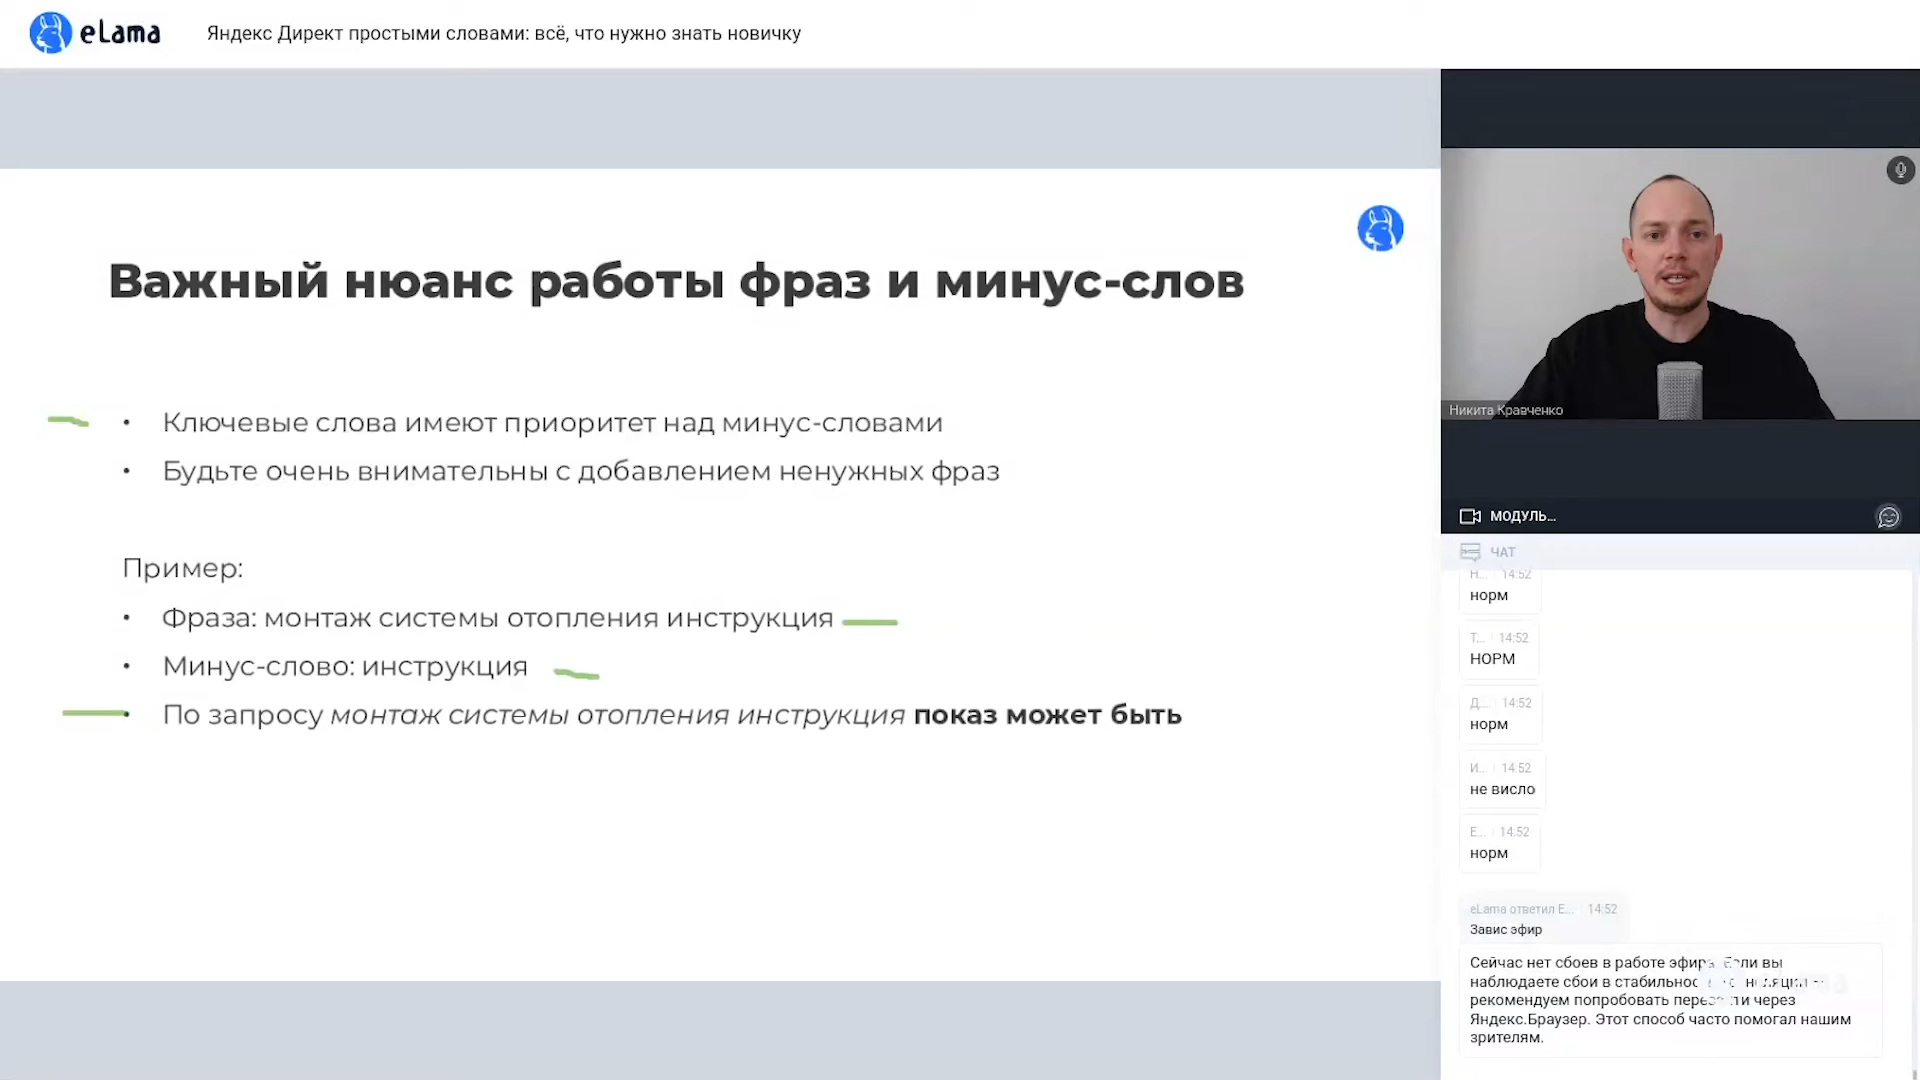 eLama
Яндекс Директ простыми словами: всё, что нужно знать новичку
Важный нюанс работы фраз и минус-слов
• Ключевые слова имеют приоритет над минус-словами
• Будьте очень внимательны с добавлением ненужных фраз
Пример:
• Фраза: монтаж системы отопления инструкция
• Минус-слово: инструкция
• По запросу монтаж системы отопления инструкция показ может быть
Никита Кравченко
МОДУЛЬ...
ЧАТ
Н... 14:52
норм
Т... 14:52
НОРМ
Д... 14:52
норм
И... 14:52
не висло
Е... 14:52
норм
eLama ответил Е... 14:52
Завис эфир
Сейчас нет сбоев в работе эфира. Если вы
наблюдаете сбои в
рекомендуем попробовать через
Яндекс.Браузер. Этот способ часто помогал нашим
зрителям.